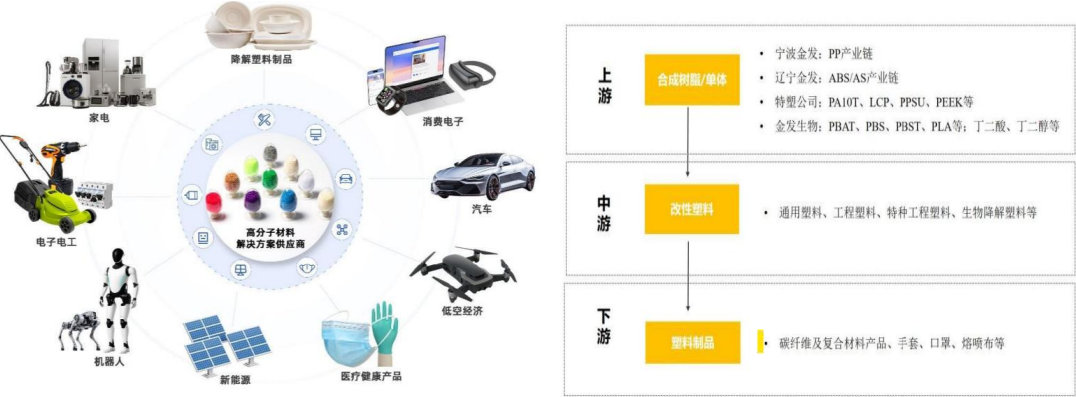 降解塑料制品
家电
消费电子
电子电工
汽车
高分子材料
解决方案供应商
低空经济
机器人
新能源
医疗健康产品
上游
合成树脂/单体
• 宁波金发：PP产业链
• 辽宁金发：ABS/AS产业链
• 特塑公司：PA10T、LCP、PPSU、PEEK等
• 金发生物：PBAT、PBS、PBST、PLA等；丁二酸、丁二醇等
中游
改性塑料
• 通用塑料、工程塑料、特种工程塑料、生物降解塑料等
下游
塑料制品
• 碳纤维及复合材料产品、手套、口罩、熔喷布等